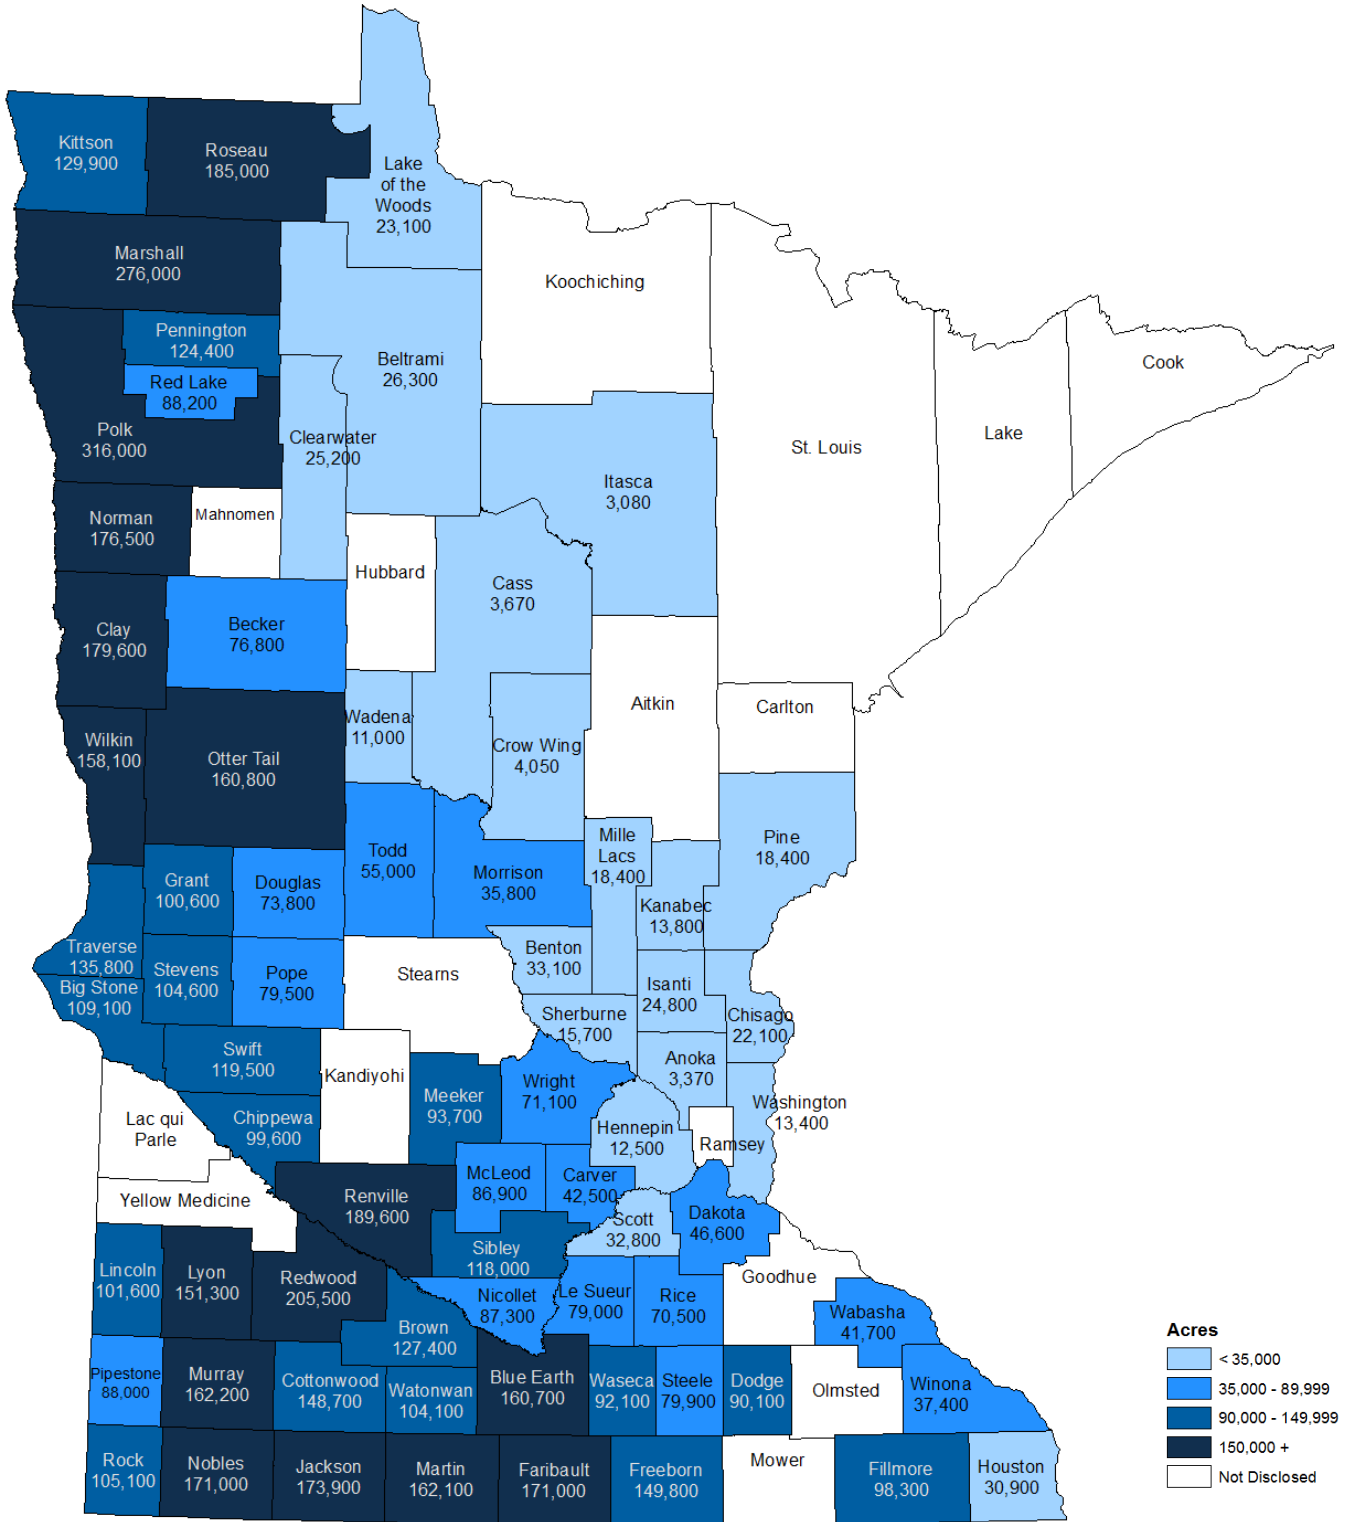 Kittson
129,900
Roseau
185,000
Lake
of the
Woods
23,100
Marshall
276,000
Koochiching
Pennington
124,400
Beltrami
26,300
Cook
Red Lake
88,200
Polk
316,000
Clearwater
25,200
St. Louis
Lake
Itasca
3,080
Norman
176,500
Mahnomen
Hubbard
Cass
3,670
Clay
179,600
Becker
76,800
Aitkin
Carlton
Wadena
11,000
Wilkin
158,100
Otter Tail
160,800
Crow Wing
4,050
Mille
Lacs
18,400
Pine
18,400
Todd
55,000
Morrison
35,800
Grant
100,600
Douglas
73,800
Kanabec
13,800
Traverse
135,800
Stevens
104,600
Pope
79,500
Stearns
Benton
33,100
Big Stone
109,100
Isanti
24,800
Sherburne
15,700
Chisago
22,100
Swift
119,500
Kandiyohi
Anoka
3,370
Wright
71,100
Meeker
93,700
Washington
13,400
Lac qui
Parle
Chippewa
99,600
Hennepin
12,500
Ramsey
McLeod
86,900
Carver
42,500
Yellow Medicine
Renville
189,600
Scott
32,800
Dakota
46,600
Sibley
118,000
Lincoln
101,600
Lyon
151,300
Redwood
205,500
Goodhue
Nicollet
87,300
Le Sueur
79,000
Rice
70,500
Wabasha
41,700
Brown
127,400
Pipestone
88,000
Murray
162,200
Cottonwood
148,700
Watonwan
104,100
Blue Earth
160,700
Waseca
92,100
Steele
79,900
Dodge
90,100
Olmsted
Winona
37,400
Rock
105,100
Nobles
171,000
Jackson
173,900
Martin
162,100
Faribault
171,000
Freeborn
149,800
Mower
Fillmore
98,300
Houston
30,900
Acres
< 35,000
35,000 - 89,999
90,000 - 149,999
150,000 +
Not Disclosed